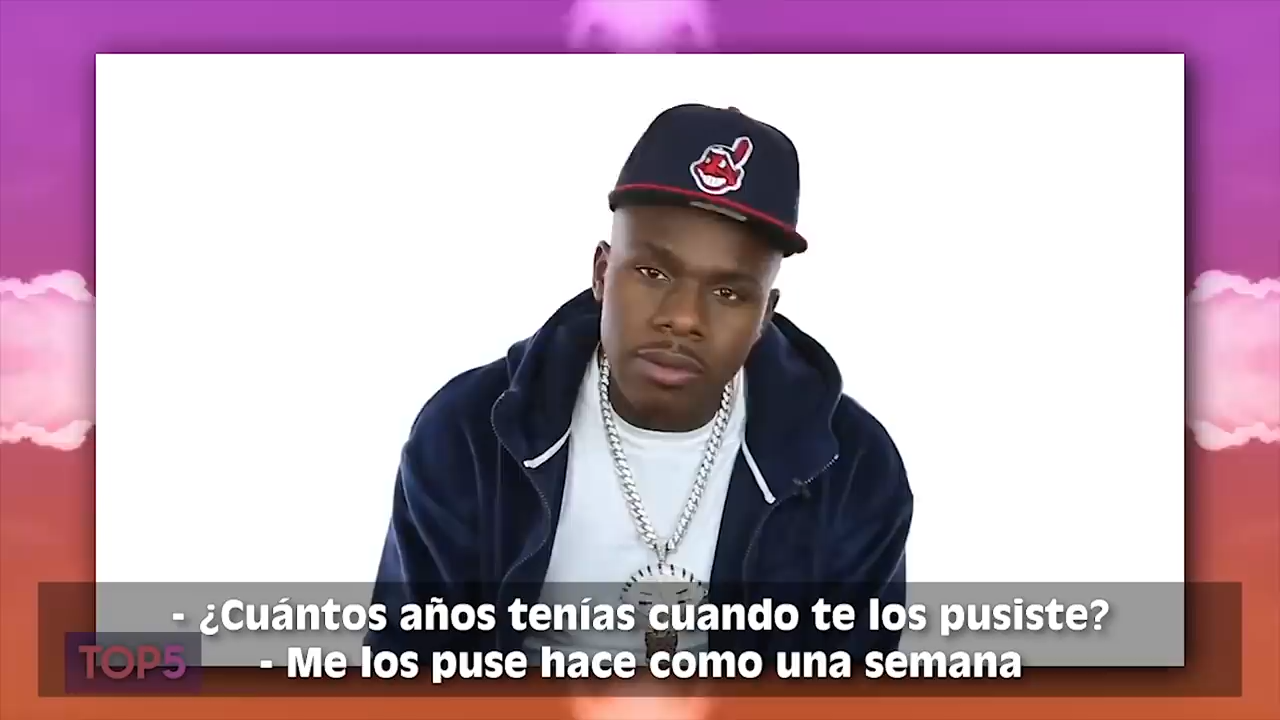 - ¿Cuántos años tenías cuando te los pusiste?
- Me los puse hace como una semana
TOP5